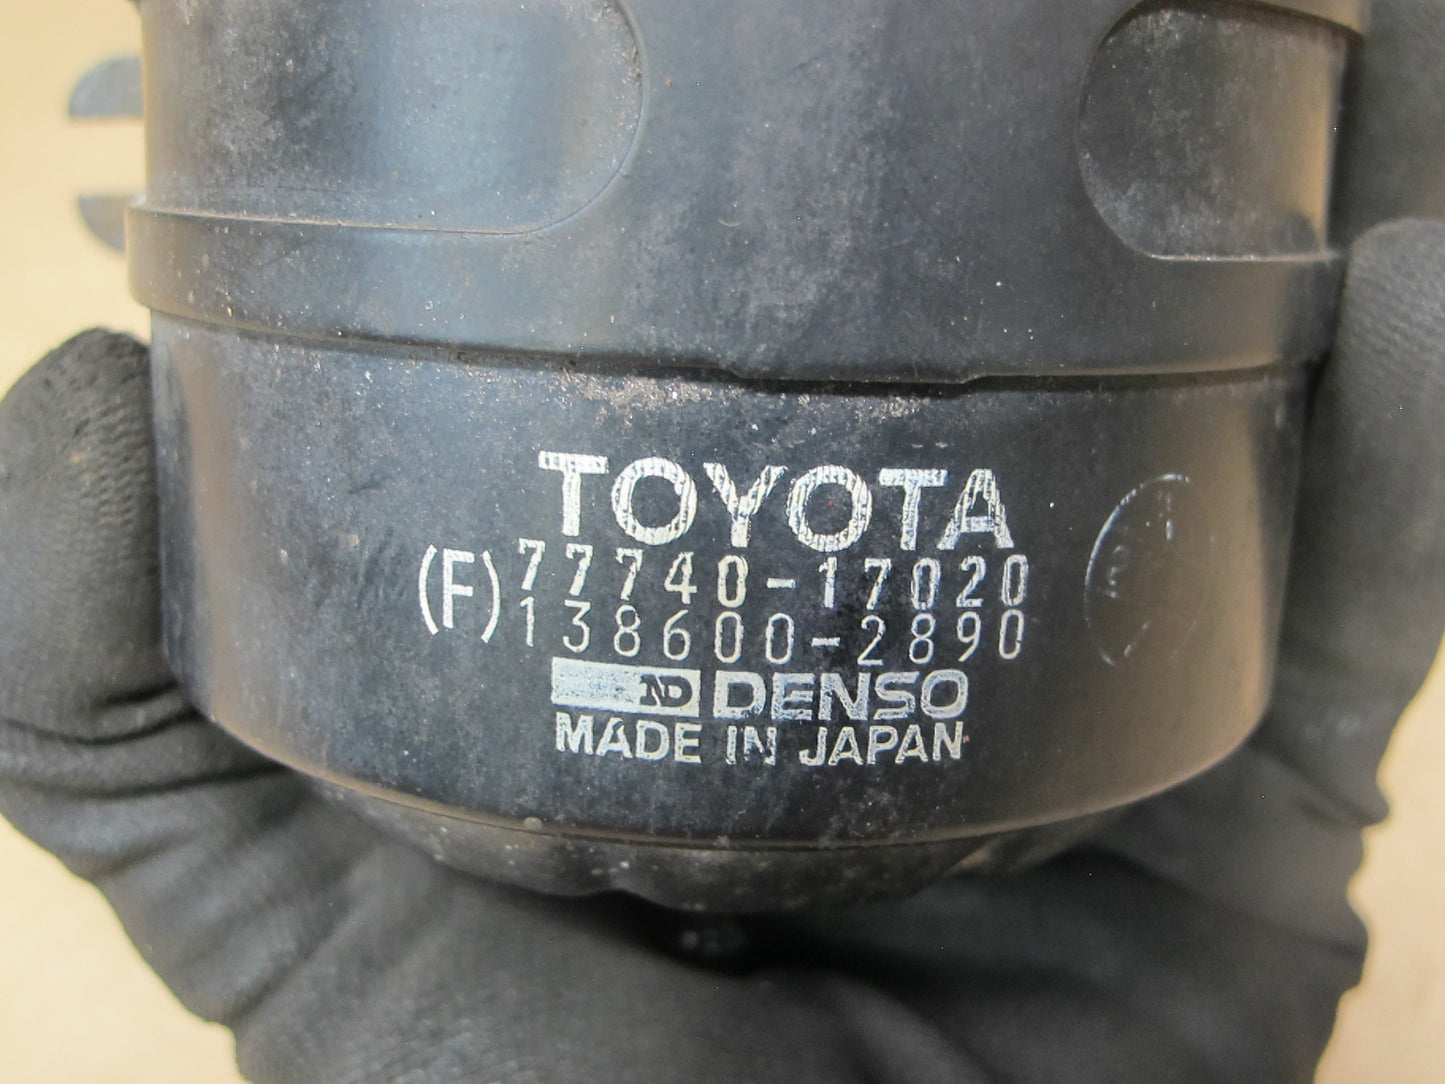 TOYOTA
(F) 77740-17020
138600-2890
ND DENSO
MADE IN JAPAN